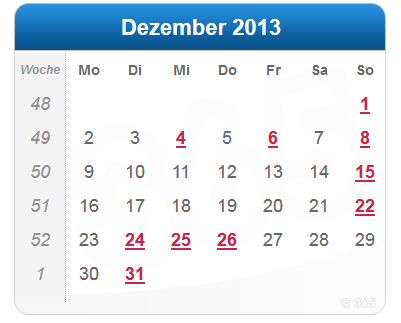 Dezember 2013
Woche Mo Di Mi Do Fr Sa So
48 1
49 2 3 4 5 6 7 8
50 9 10 11 12 13 14 15
51 16 17 18 19 20 21 22
52 23 24 25 26 27 28 29
1 30 31
© 365